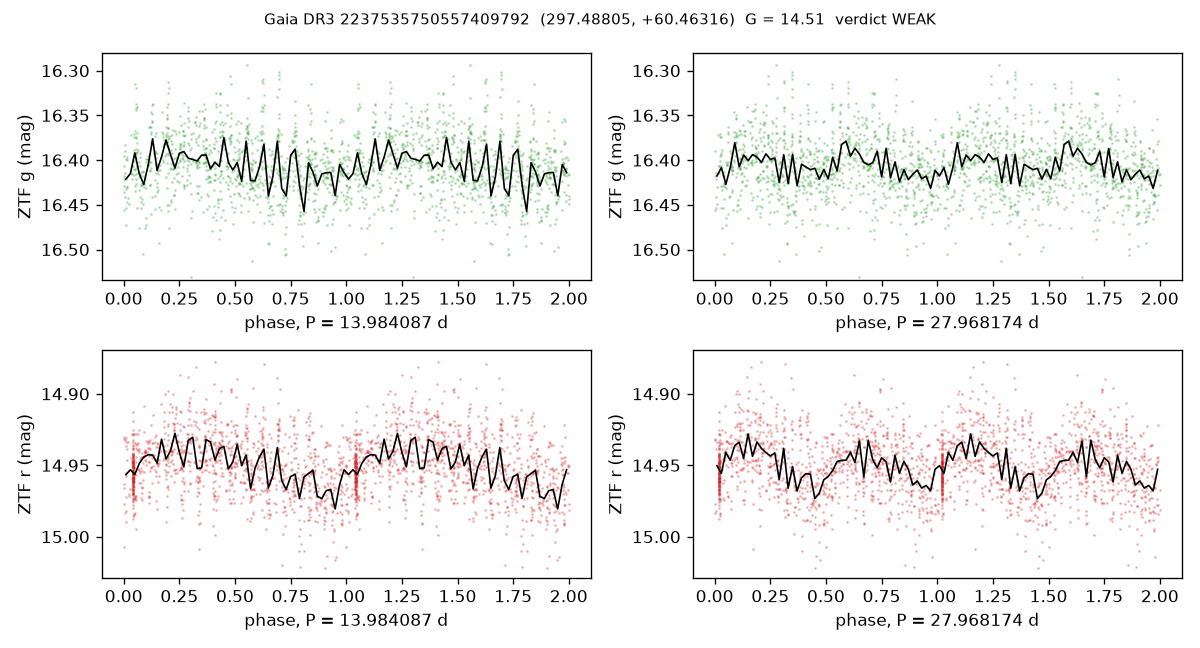 Gaia DR3 2237535750557409792 (297.48805, +60.46316) G = 14.51 verdict WEAK
ZTF g (mag)
16.30
16.35
16.40
16.45
16.50
0.00 0.25 0.50 0.75 1.00 1.25 1.50 1.75 2.00
phase, P = 13.984087 d
ZTF g (mag)
16.30
16.35
16.40
16.45
16.50
0.00 0.25 0.50 0.75 1.00 1.25 1.50 1.75 2.00
phase, P = 27.968174 d
ZTF r (mag)
14.90
14.95
15.00
0.00 0.25 0.50 0.75 1.00 1.25 1.50 1.75 2.00
phase, P = 13.984087 d
ZTF r (mag)
14.90
14.95
15.00
0.00 0.25 0.50 0.75 1.00 1.25 1.50 1.75 2.00
phase, P = 27.968174 d